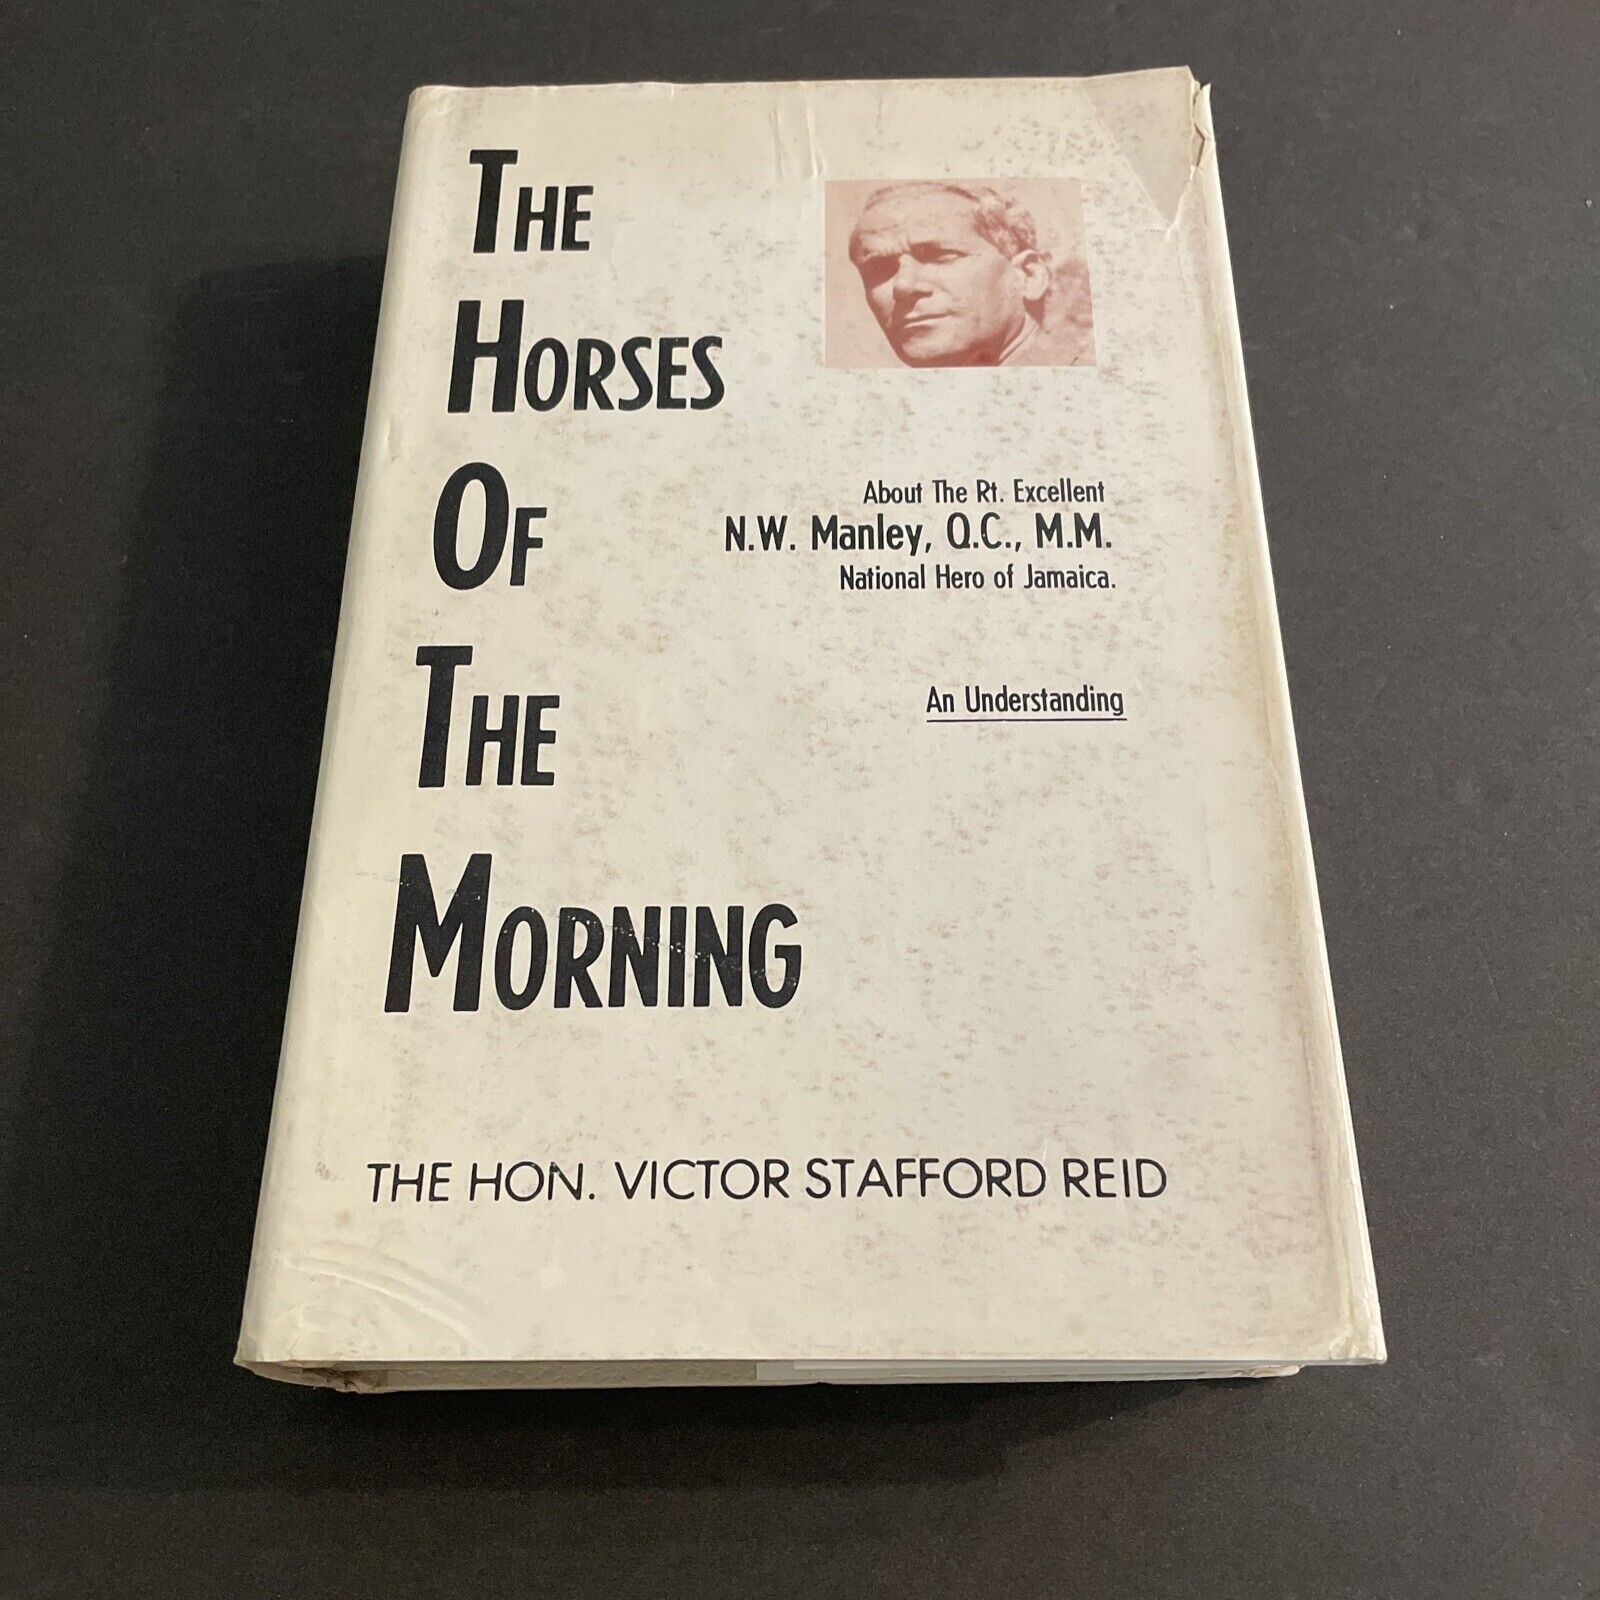 THE
HORSES
OF
THE
MORNING
About The Rt. Excellent
N.W. Manley, Q.C., M.M.
National Hero of Jamaica.
An Understanding
THE HON. VICTOR STAFFORD REID